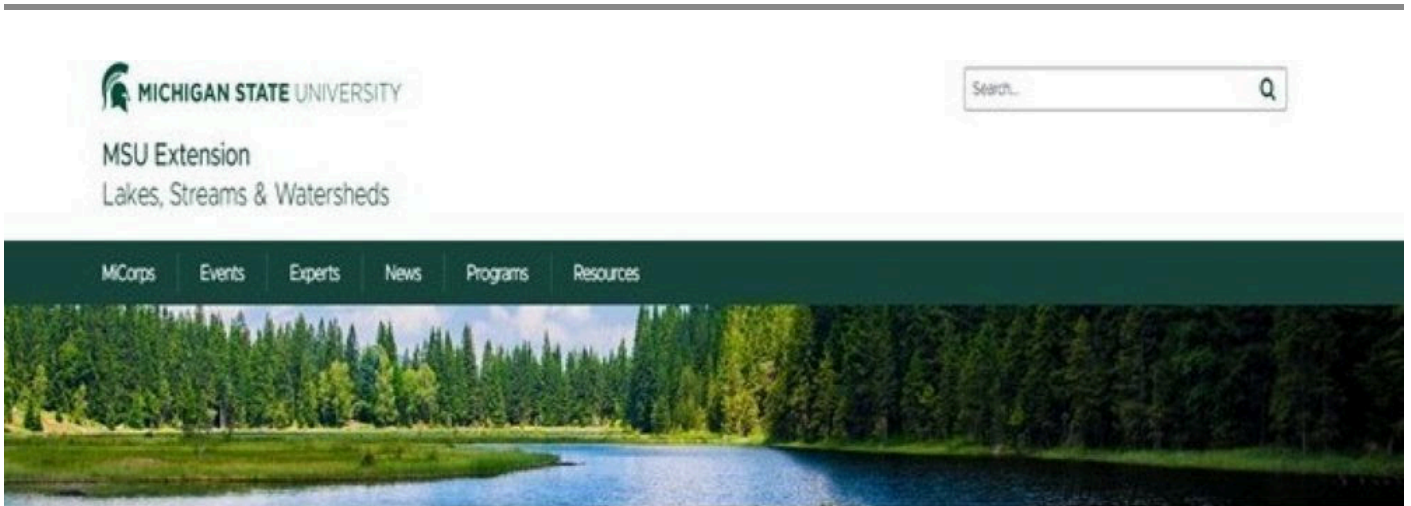 MICHIGAN STATE UNIVERSITY
Search...
MSU Extension
Lakes, Streams & Watersheds
MiCorps Events Experts News Programs Resources